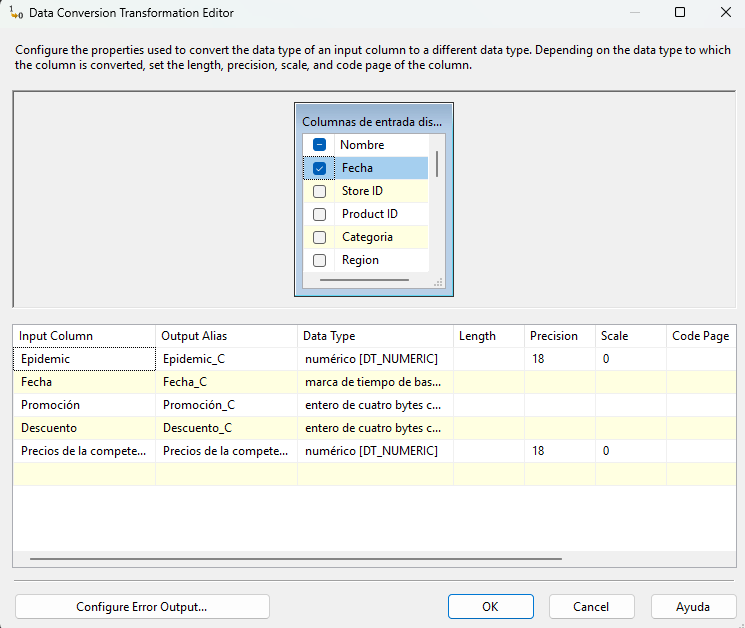 Data Conversion Transformation Editor
Configure the properties used to convert the data type of an input column to a different data type. Depending on the data type to which
the column is converted, set the length, precision, scale, and code page of the column.
Columnas de entrada dis...
Nombre
Fecha
Store ID
Product ID
Categoria
Region
Input Column Output Alias Data Type Length Precision Scale Code Page
Epidemic Epidemic_C numérico [DT_NUMERIC] 18 0
Fecha Fecha_C marca de tiempo de bas...
Promoción Promoción_C entero de cuatro bytes c...
Descuento Descuento_C entero de cuatro bytes c...
Precios de la compete... Precios de la compete... numérico [DT_NUMERIC] 18 0
Configure Error Output... OK Cancel Ayuda